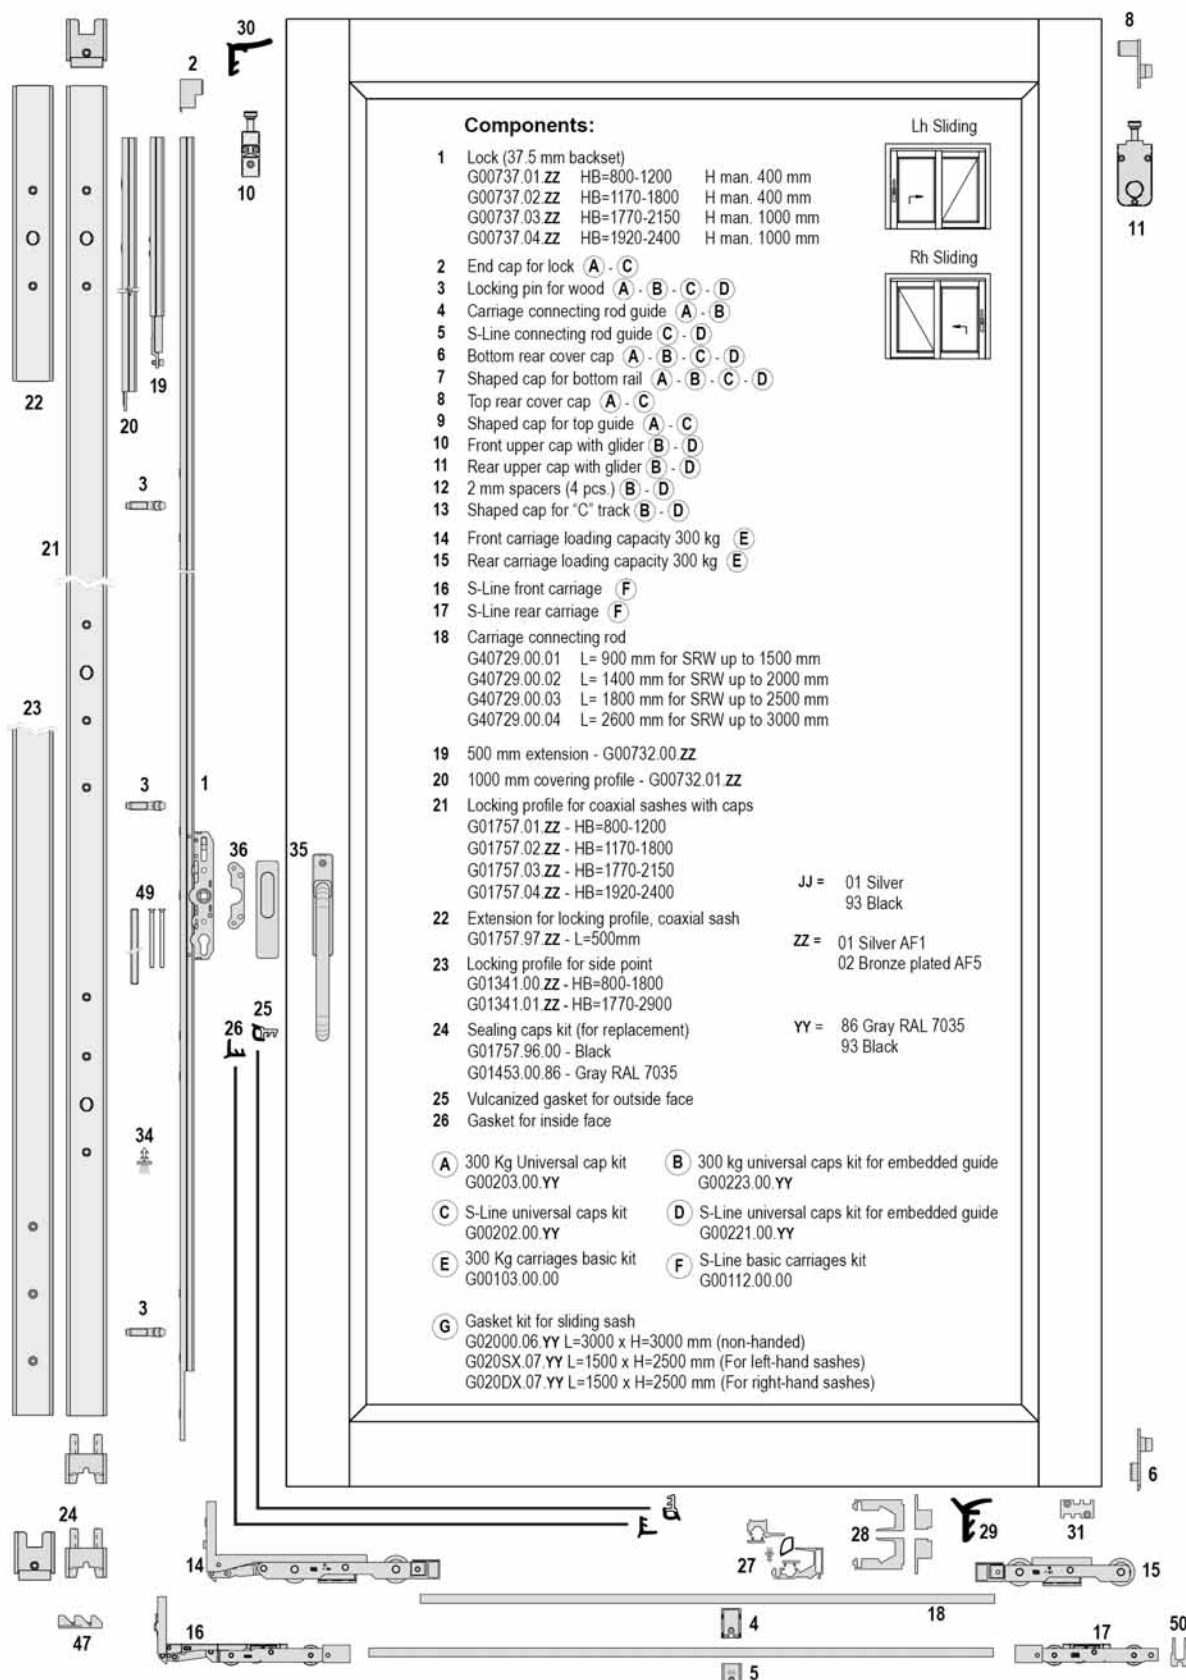 30
8
2
10
11
22
19
20
3
21
23
3
1
36
35
49
25
26
34
3
24
14
47
16
6
28
29
31
27
15
18
4
17
50
5
Components:
Lh Sliding
Rh Sliding
1 Lock (37.5 mm backset)
G00737.01.ZZ HB=800-1200 H man. 400 mm
G00737.02.ZZ HB=1170-1800 H man. 400 mm
G00737.03.ZZ HB=1770-2150 H man. 1000 mm
G00737.04.ZZ HB=1920-2400 H man. 1000 mm
2 End cap for lock A - C
3 Locking pin for wood A - B - C - D
4 Carriage connecting rod guide A - B
5 S-Line connecting rod guide C - D
6 Bottom rear cover cap A - B - C - D
7 Shaped cap for bottom rail A - B - C - D
8 Top rear cover cap A - C
9 Shaped cap for top guide A - C
10 Front upper cap with glider B - D
11 Rear upper cap with glider B - D
12 2 mm spacers (4 pcs.) B - D
13 Shaped cap for "C" track B - D
14 Front carriage loading capacity 300 kg E
15 Rear carriage loading capacity 300 kg E
16 S-Line front carriage F
17 S-Line rear carriage F
18 Carriage connecting rod
G40729.00.01 L= 900 mm for SRW up to 1500 mm
G40729.00.02 L= 1400 mm for SRW up to 2000 mm
G40729.00.03 L= 1800 mm for SRW up to 2500 mm
G40729.00.04 L= 2600 mm for SRW up to 3000 mm
19 500 mm extension - G00732.00.ZZ
20 1000 mm covering profile - G00732.01.ZZ
21 Locking profile for coaxial sashes with caps
G01757.01.ZZ - HB=800-1200
G01757.02.ZZ - HB=1170-1800
G01757.03.ZZ - HB=1770-2150
G01757.04.ZZ - HB=1920-2400
22 Extension for locking profile, coaxial sash
G01757.97.ZZ - L=500mm
23 Locking profile for side point
G01341.00.ZZ - HB=800-1800
G01341.01.ZZ - HB=1770-2900
24 Sealing caps kit (for replacement)
G01757.96.00 - Black
G01453.00.86 - Gray RAL 7035
25 Vulcanized gasket for outside face
26 Gasket for inside face
JJ = 01 Silver
93 Black
ZZ = 01 Silver AF1
02 Bronze plated AF5
YY = 86 Gray RAL 7035
93 Black
A 300 Kg Universal cap kit
G00203.00.YY
B 300 kg universal caps kit for embedded guide
G00223.00.YY
C S-Line universal caps kit
G00202.00.YY
D S-Line universal caps kit for embedded guide
G00221.00.YY
E 300 Kg carriages basic kit
G00103.00.00
F S-Line basic carriages kit
G00112.00.00
G Gasket kit for sliding sash
G02000.06.YY L=3000 x H=3000 mm (non-handed)
G020SX.07.YY L=1500 x H=2500 mm (For left-hand sashes)
G020DX.07.YY L=1500 x H=2500 mm (For right-hand sashes)